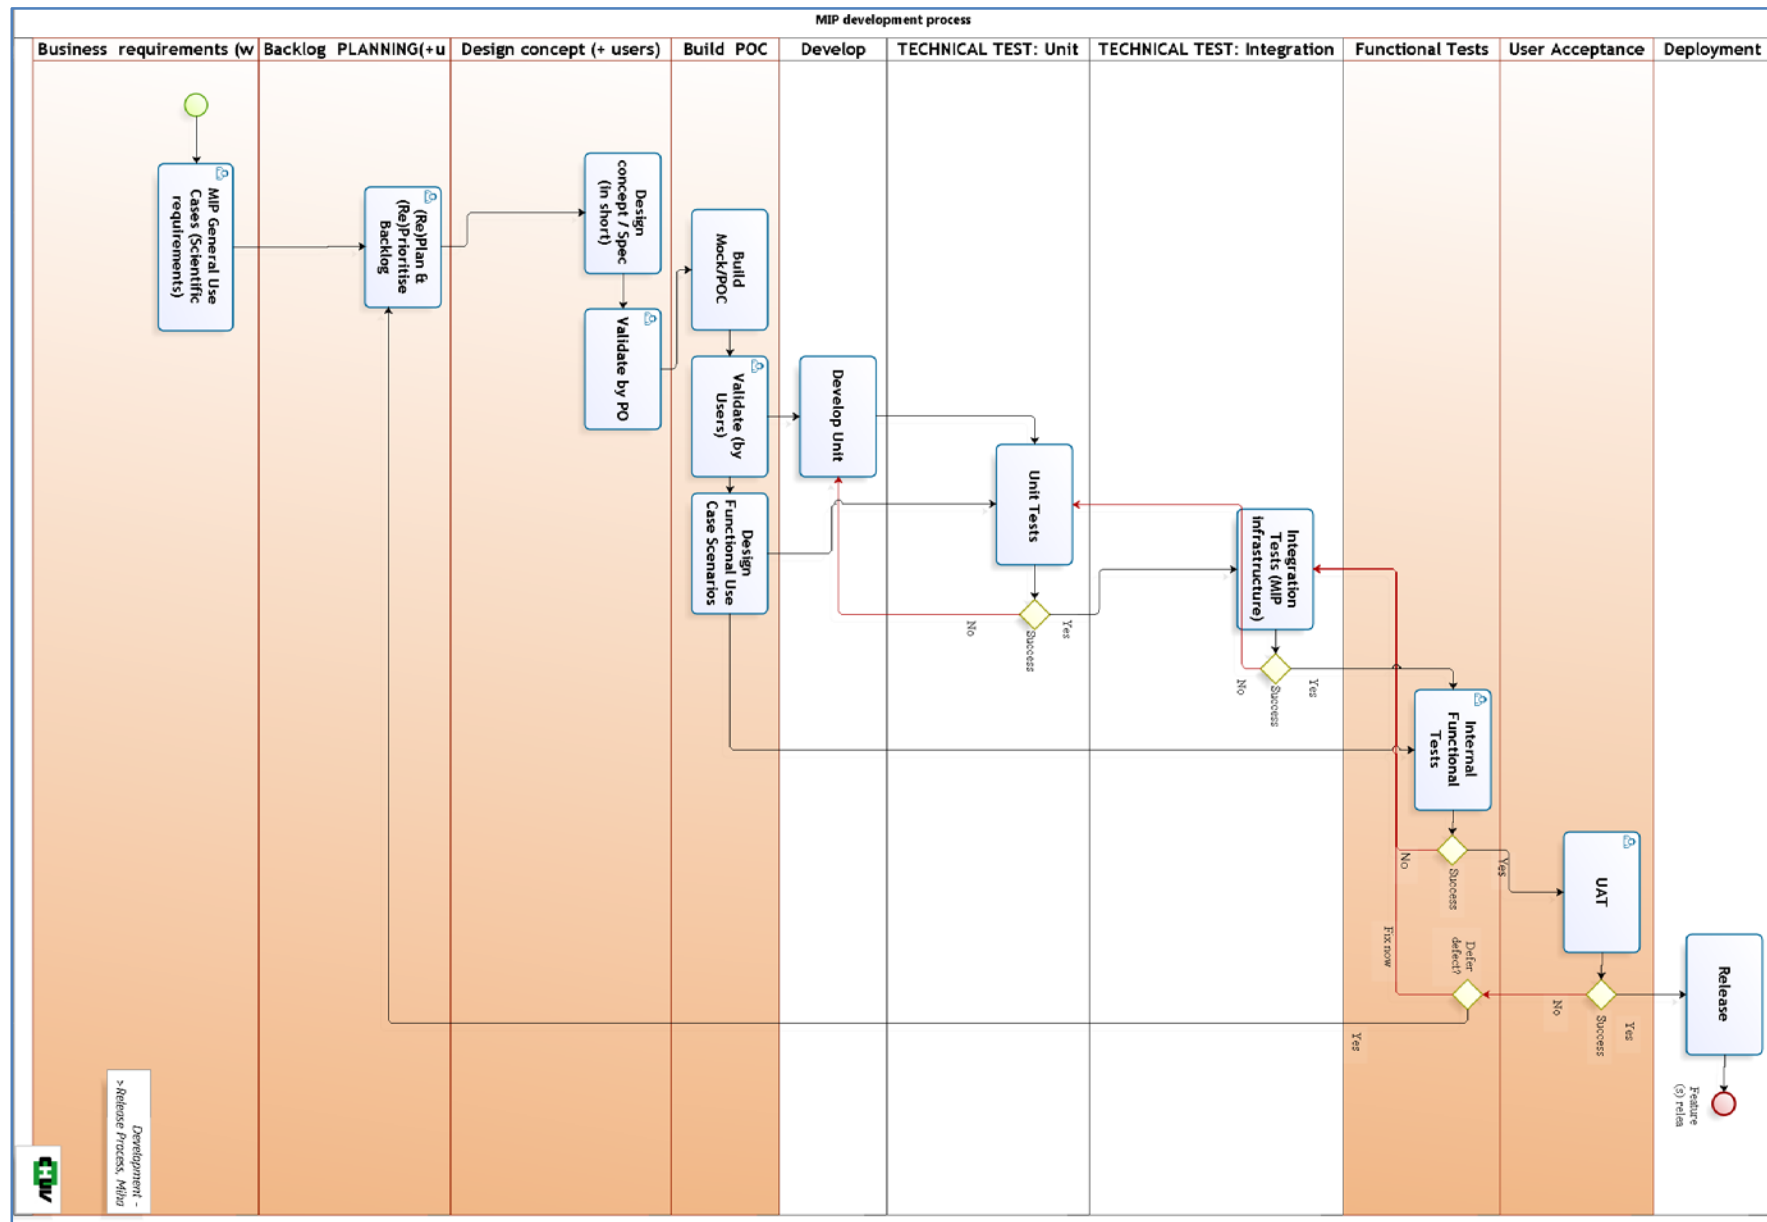 MIP development process
Business requirements (w
Backlog PLANNING(+u
Design concept (+ users)
Build POC
Develop
TECHNICAL TEST: Unit
TECHNICAL TEST: Integration
Functional Tests
User Acceptance
Deployment
MIP General Use
Cases (Scientific
requirements)
(Re)Plan &
(Re)Prioritise
Backlog
Design
concept / Spec
(in short)
Validate by PO
Build
Mock/POC
Validate (by
Users)
Design
Functional Use
Case Scenarios
Develop Unit
Unit Tests
Success
Yes
No
Integration
Tests (MIP
infrastructure)
Success
Yes
No
Internal
Functional
Tests
Success
Yes
No
UAT
Success
Yes
No
Defer
defect?
Fix now
Yes
Release
Feature
(s) relea
Development -
>Release Process, Miha
CHUV